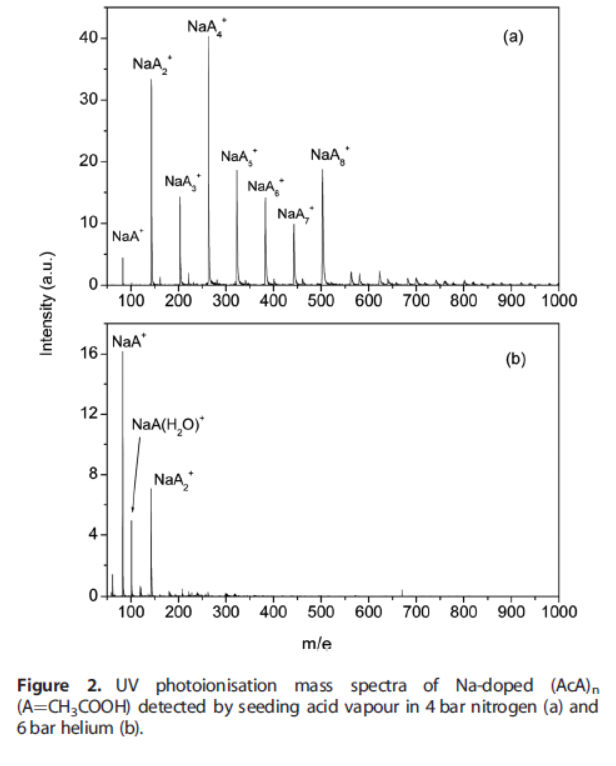 40
NaA₄⁺
(a)
NaA₂⁺
30
20
NaA₅⁺
NaA₈⁺
NaA₃⁺
NaA₆⁺
10
NaA₇⁺
NaA⁺
0
100 200 300 400 500 600 700 800 900 1000
Intensity (a.u.)
NaA⁺
16
(b)
12
NaA(H₂O)⁺
8
NaA₂⁺
4
0
100 200 300 400 500 600 700 800 900 1000
m/e
Figure 2. UV photoionisation mass spectra of Na-doped (AcA)ₙ
(A=CH₃COOH) detected by seeding acid vapour in 4 bar nitrogen (a) and
6 bar helium (b).